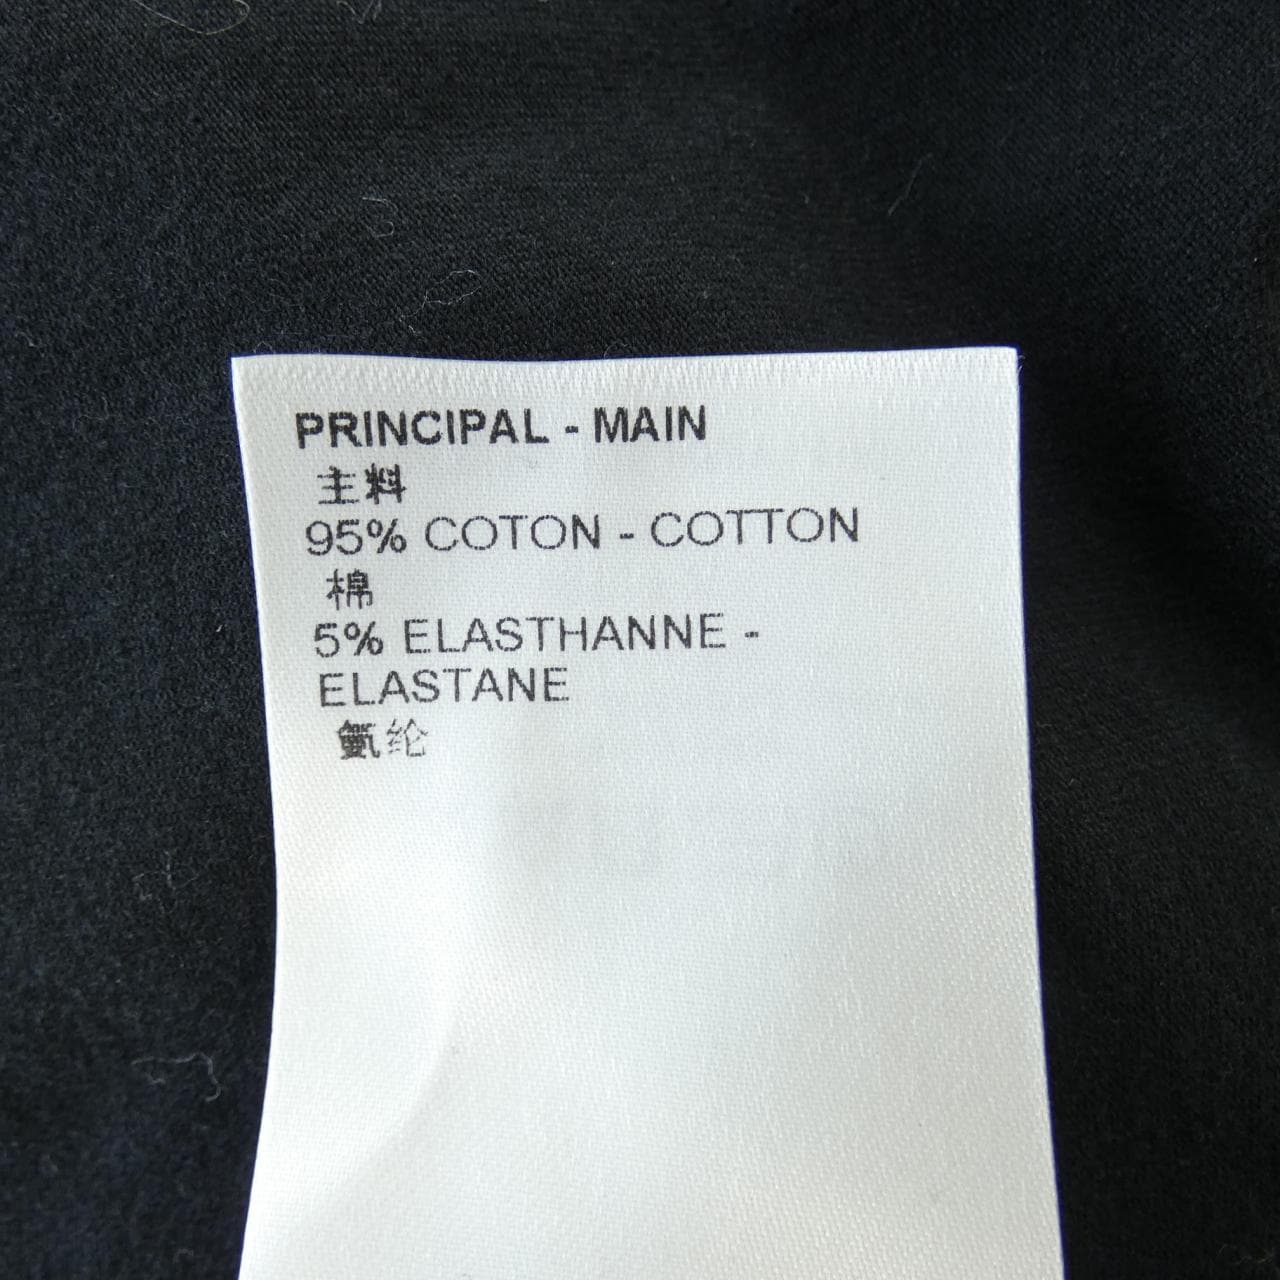 PRINCIPAL - MAIN
主料
95% COTON - COTTON
棉
5% ELASTHANNE -
ELASTANE
氨纶